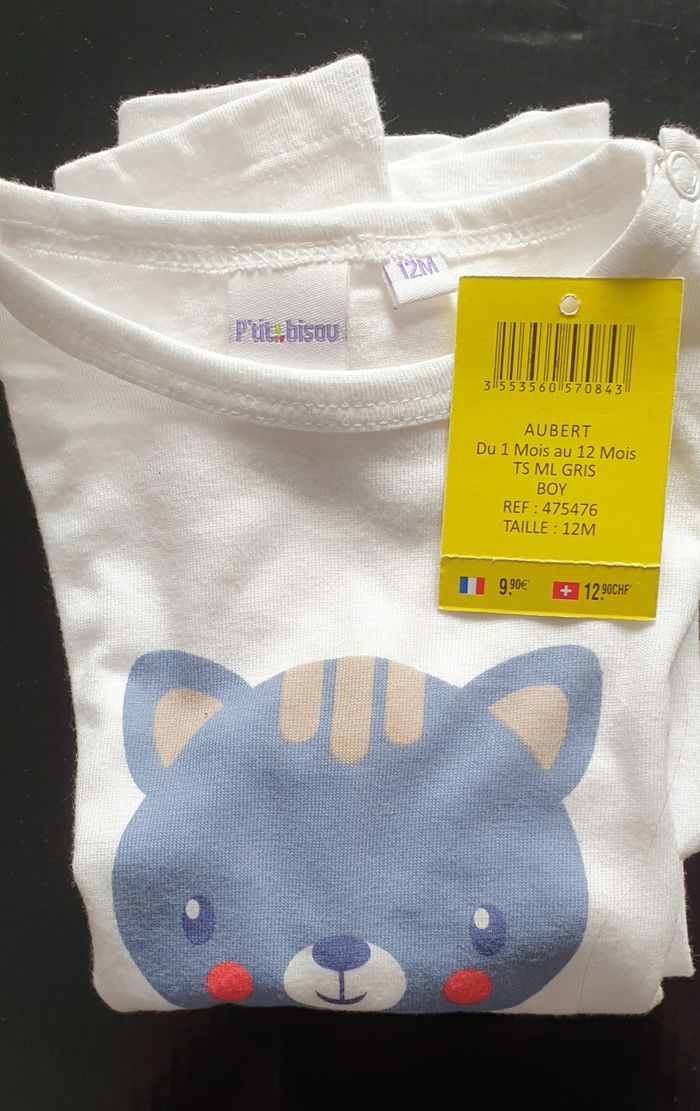 P'tit bisou
12M
3 553560 570843
AUBERT
Du 1 Mois au 12 Mois
TS ML GRIS
BOY
REF : 475476
TAILLE : 12M
9.90€ 12.90CHF